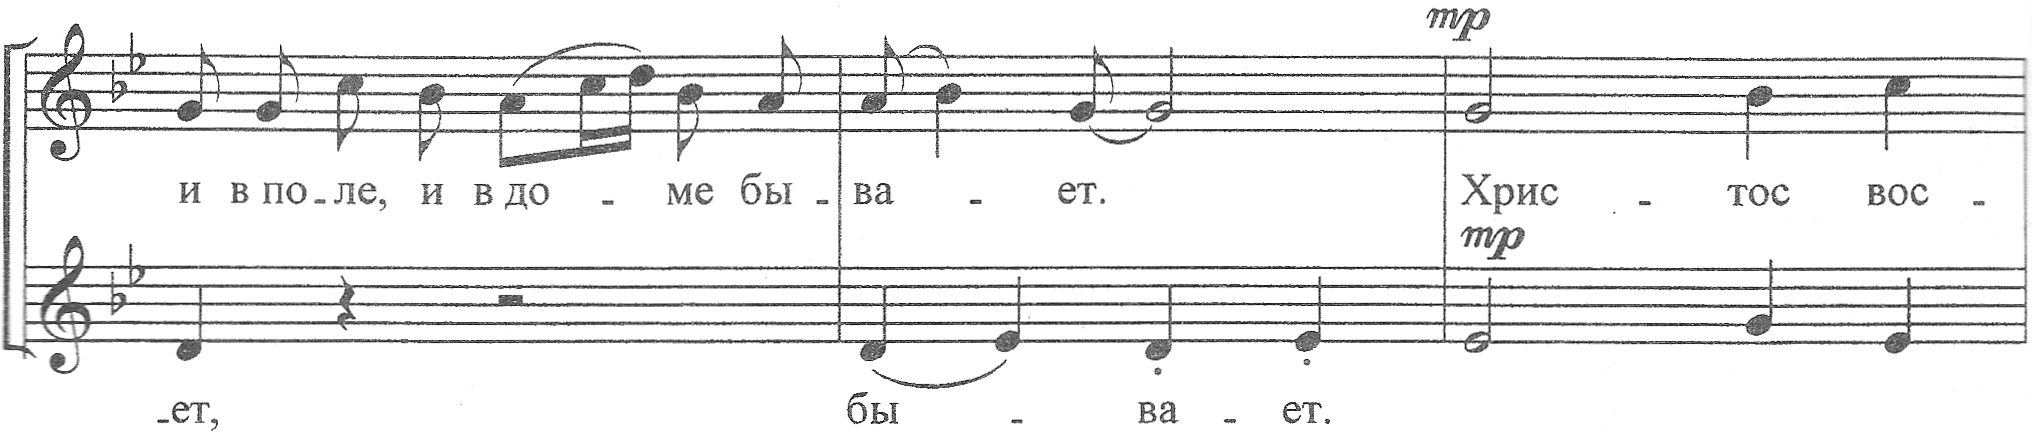 mp
и в по-ле, и в до - ме бы-ва - ет. Хрис - тос вос-
mp
-ет, бы - ва - ет.